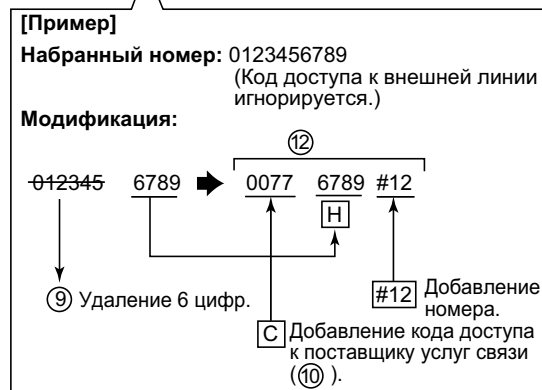 [Пример]
Набранный номер: 0123456789
(Код доступа к внешней линии
игнорируется.)
Модификация:
⑫
012345 6789 ➡ 0077 6789 #12
H
⑨ Удаление 6 цифр.
#12 Добавление
номера.
C Добавление кода доступа
к поставщику услуг связи
(⑩ ).